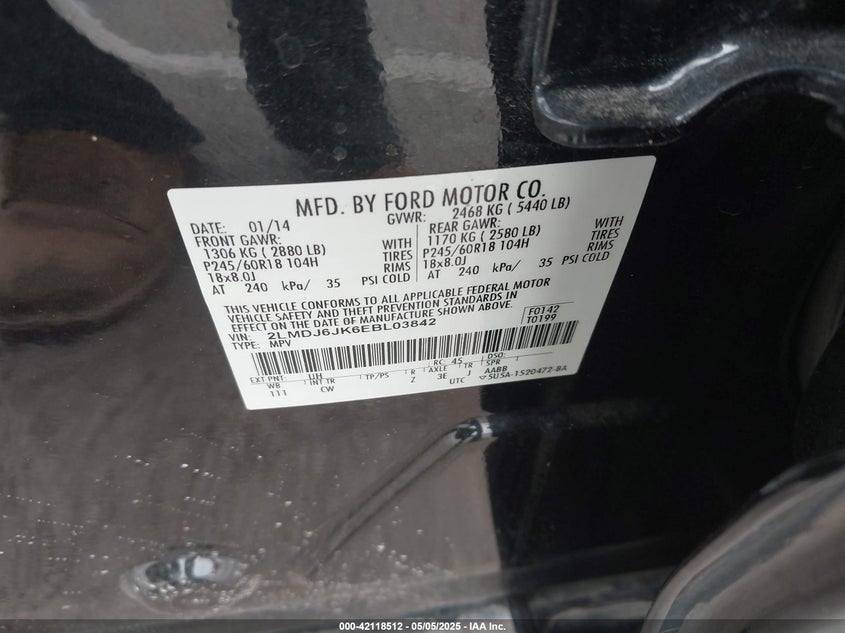 MFD. BY FORD MOTOR CO.
DATE: 01/14 GVWR: 2468 KG ( 5440 LB)
FRONT GAWR: REAR GAWR:
1306 KG ( 2880 LB) WITH 1170 KG ( 2580 LB) WITH
P245/60R18 104H TIRES P245/60R18 104H TIRES
18x8.0J RIMS 18x8.0J RIMS
AT 240 kPa/ 35 PSI COLD AT 240 kPa/ 35 PSI COLD
THIS VEHICLE CONFORMS TO ALL APPLICABLE FEDERAL MOTOR
VEHICLE SAFETY AND THEFT PREVENTION STANDARDS IN
EFFECT ON THE DATE OF MANUFACTURE SHOWN ABOVE.
VIN: 2LMDJ6JK6EBL03842 F0142
TYPE: MPV T0199
RC: 45 DSO:
EXT PNT: UH
WB INT TR TP/PS R AXLE TR SPR
111 CW Z 3E J AABB
UTC ▽5U5A-1520472-BA
000-42118512 - 05/05/2025 - IAA Inc.